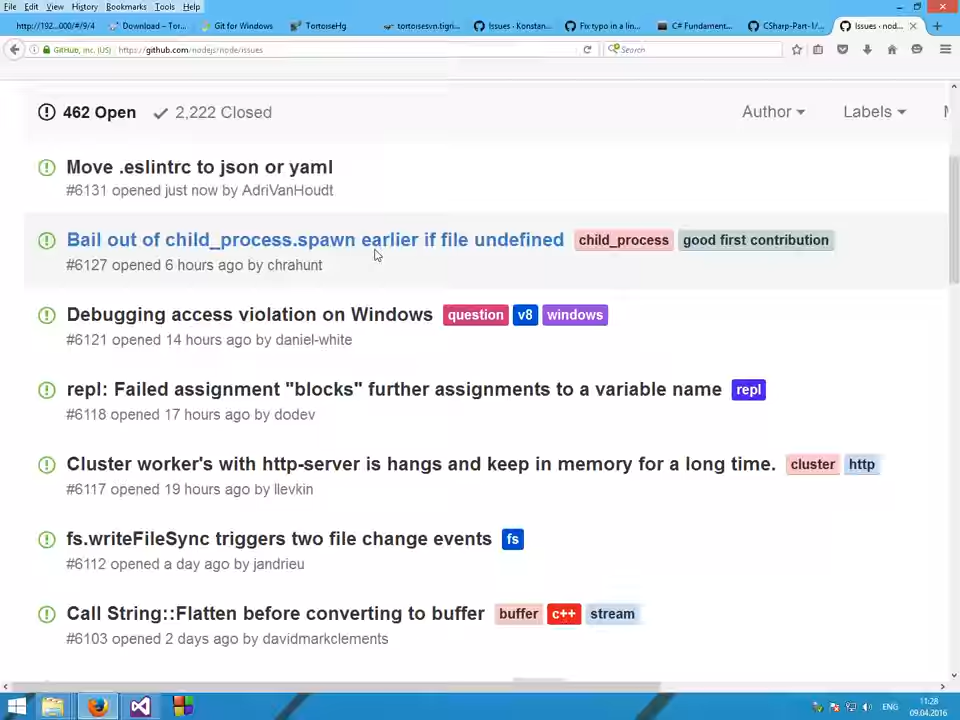 File Edit View History Bookmarks Tools Help
http://192...000/#/9/4 Download – Tor... Git for Windows TortoiseHg tortoisesvn.tigri... Issues · Konstan... Fix typo in a lin... C# Fundament... CSharp-Part-1/... Issues · nod...
GitHub, Inc. (US) https://github.com/nodejs/node/issues Search
462 Open 2,222 Closed Author Labels M
Move .eslintrc to json or yaml
#6131 opened just now by AdriVanHoudt
Bail out of child_process.spawn earlier if file undefined child_process good first contribution
#6127 opened 6 hours ago by chrahunt
Debugging access violation on Windows question v8 windows
#6121 opened 14 hours ago by daniel-white
repl: Failed assignment "blocks" further assignments to a variable name repl
#6118 opened 17 hours ago by dodev
Cluster worker's with http-server is hangs and keep in memory for a long time. cluster http
#6117 opened 19 hours ago by llevkin
fs.writeFileSync triggers two file change events fs
#6112 opened a day ago by jandrieu
Call String::Flatten before converting to buffer buffer c++ stream
#6103 opened 2 days ago by davidmarkclements
ENG 11:28
09.04.2016